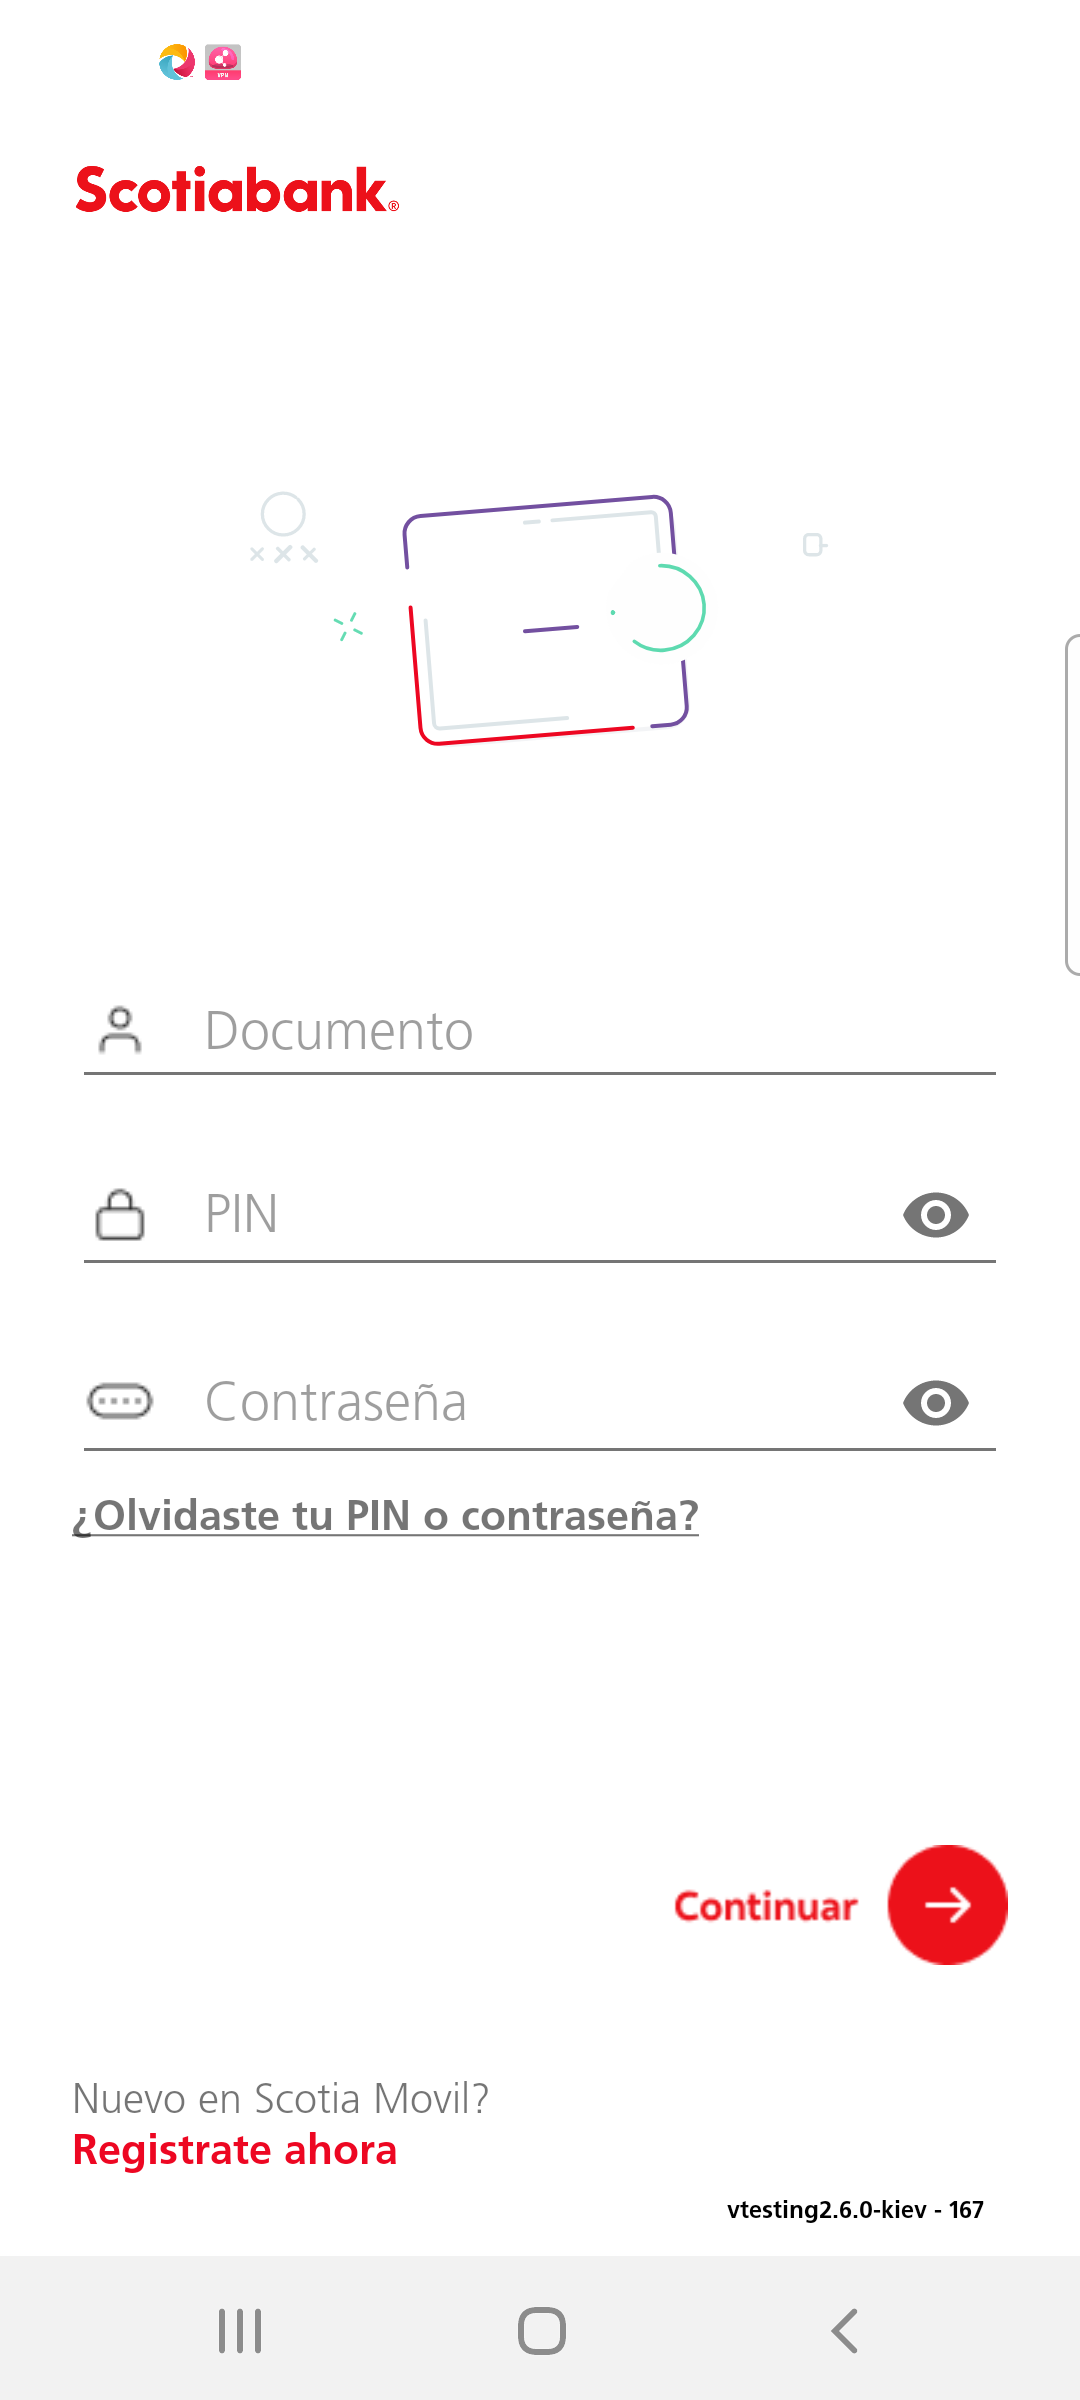 VPN
Scotiabank®
Documento
PIN
Contraseña
¿Olvidaste tu PIN o contraseña?
Continuar
Nuevo en Scotia Movil?
Registrate ahora
vtesting2.6.0-kiev - 167